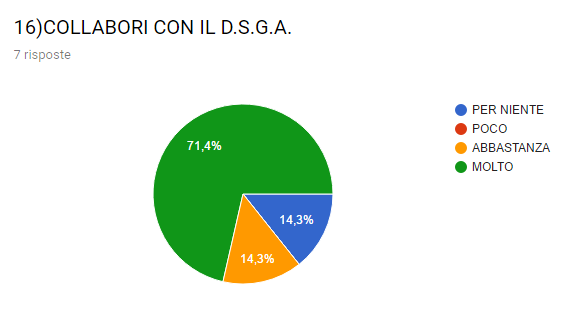 16)COLLABORI CON IL D.S.G.A.
7 risposte
PER NIENTE
POCO
ABBASTANZA
MOLTO
71,4%
14,3%
14,3%